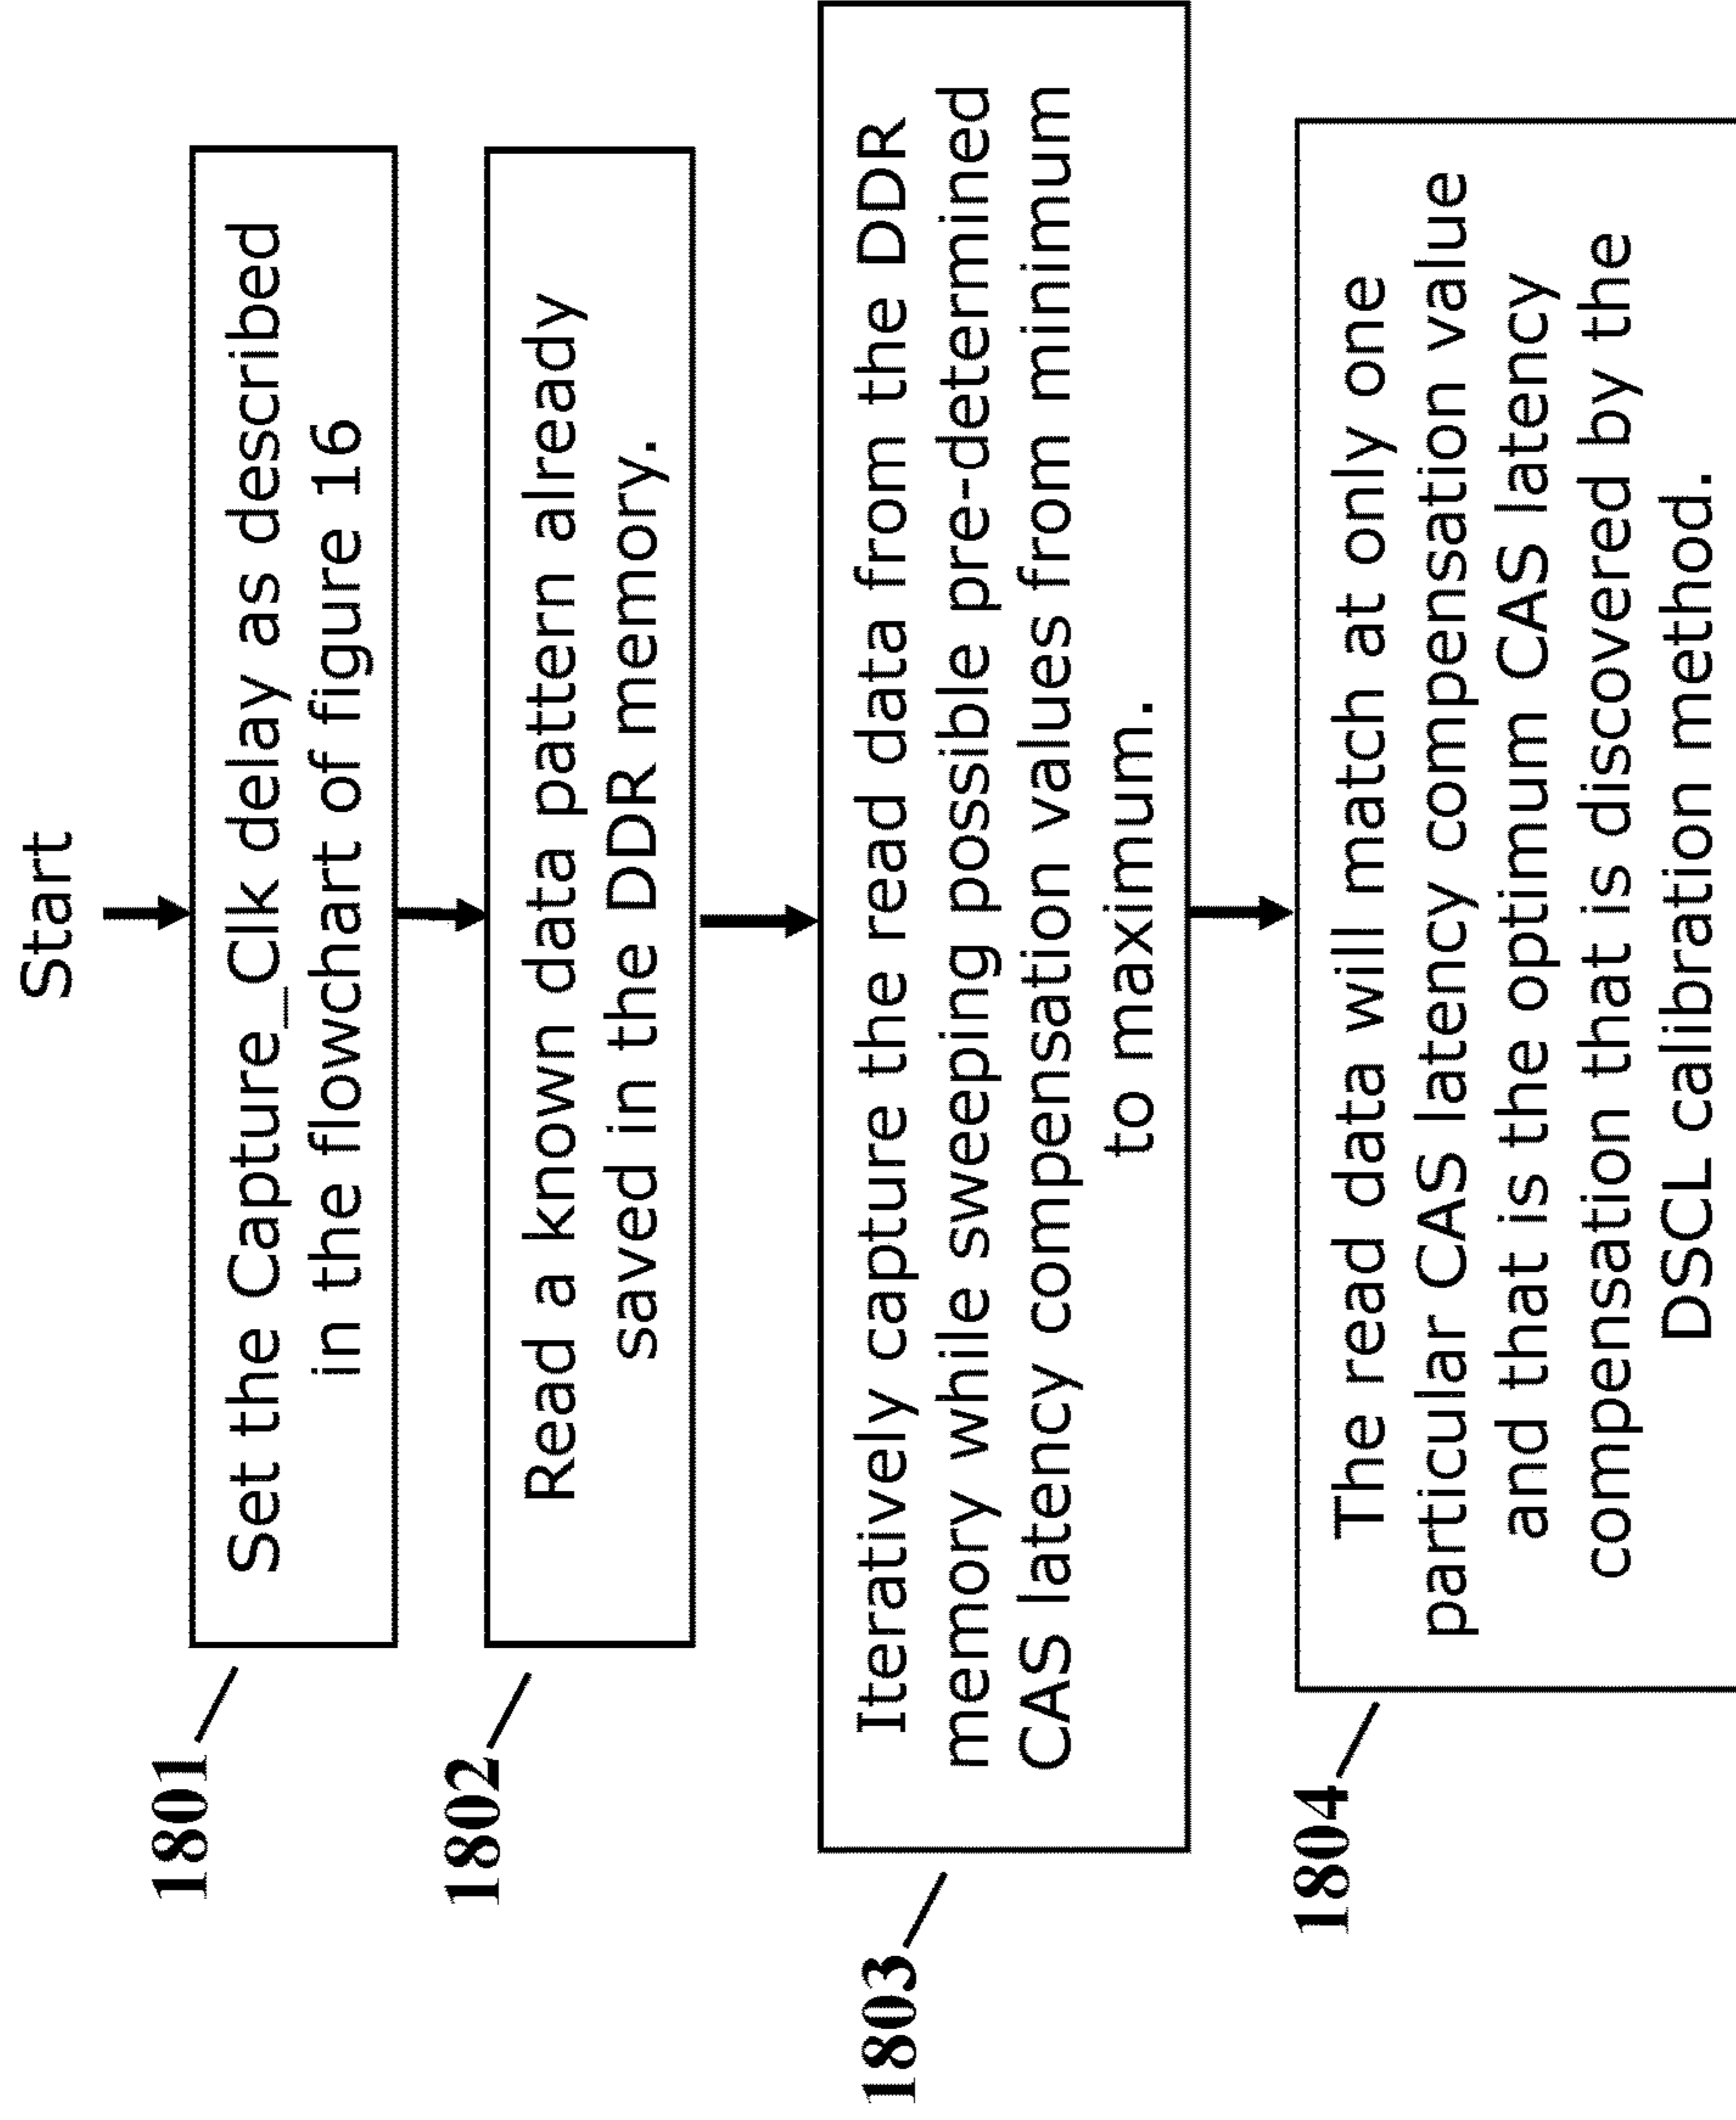 Start
1801
Set the Capture_Clk delay as described
in the flowchart of figure 16
1802
Read a known data pattern already
saved in the DDR memory.
1803
Iteratively capture the read data from the DDR
memory while sweeping possible pre-determined
CAS latency compensation values from minimum
to maximum.
1804
The read data will match at only one
particular CAS latency compensation value
and that is the optimum CAS latency
compensation that is discovered by the
DSCL calibration method.